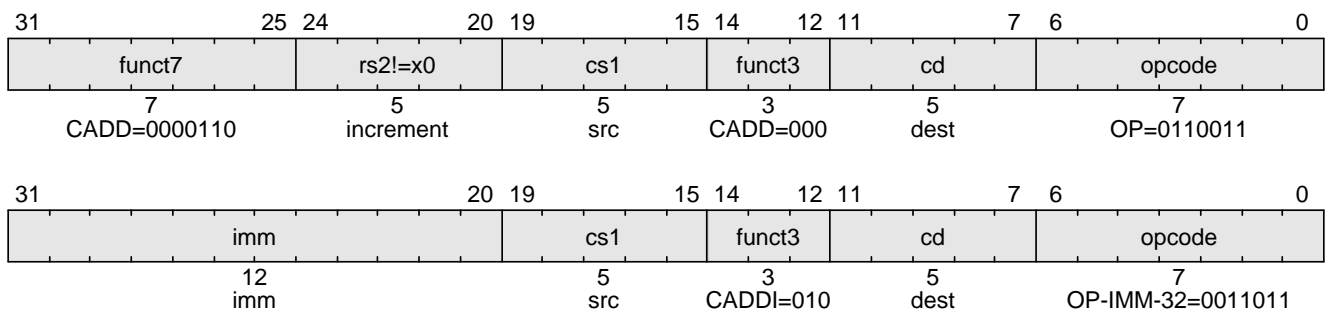 31 25 24 20 19 15 14 12 11 7 6 0
funct7 rs2!=x0 cs1 funct3 cd opcode
7 5 5 3 5 7
CADD=0000110 increment src CADD=000 dest OP=0110011
31 20 19 15 14 12 11 7 6 0
imm cs1 funct3 cd opcode
12 5 3 5 7
imm src CADDI=010 dest OP-IMM-32=0011011